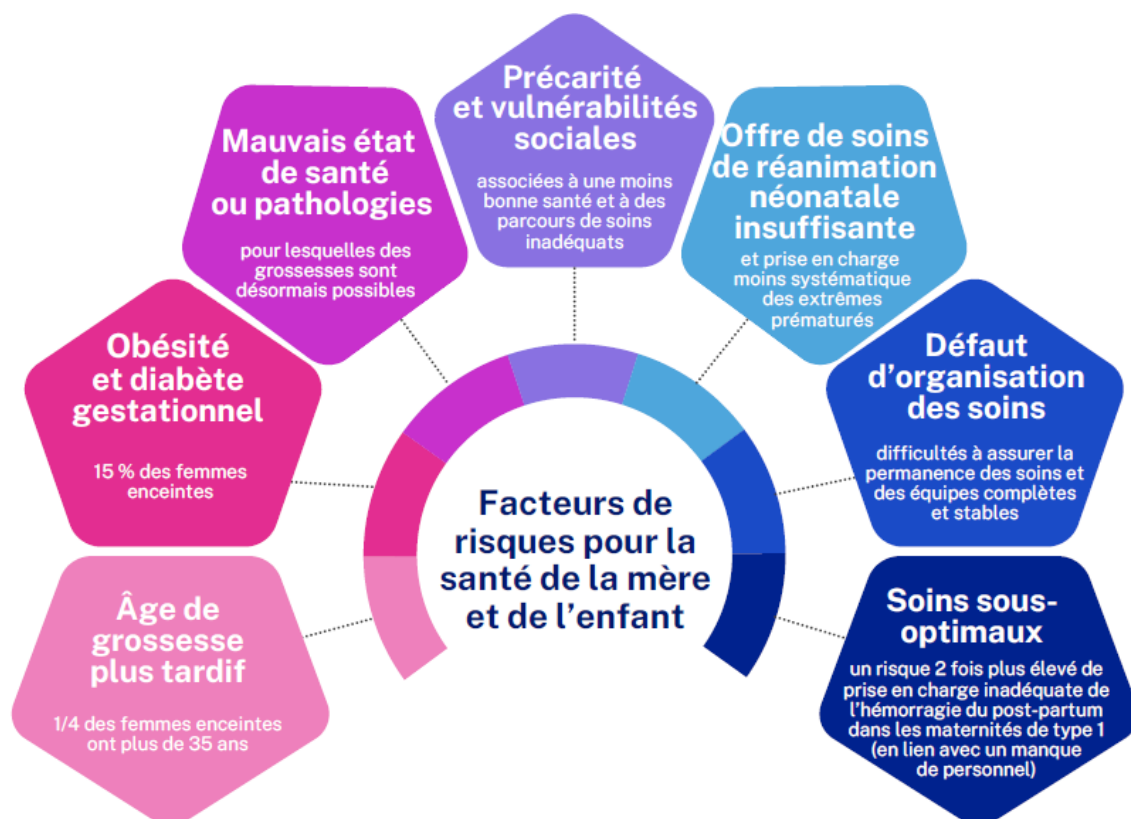 Précarité
et vulnérabilités
sociales
associées à une moins
bonne santé et à des
parcours de soins
inadéquats
Mauvais état
de santé
ou pathologies
pour lesquelles des
grossesses sont
désormais possibles
Offre de soins
de réanimation
néonatale
insuffisante
et prise en charge
moins systématique
des extrêmes
prématurés
Obésité
et diabète
gestationnel
15 % des femmes
enceintes
Défaut
d’organisation
des soins
difficultés à assurer la
permanence des soins et
des équipes complètes
et stables
Facteurs de
risques pour la
santé de la mère
et de l’enfant
Âge de
grossesse
plus tardif
1/4 des femmes enceintes
ont plus de 35 ans
Soins sous-
optimaux
un risque 2 fois plus élevé de
prise en charge inadéquate de
l’hémorragie du post-partum
dans les maternités de type 1
(en lien avec un manque
de personnel)